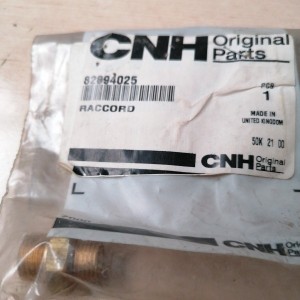 CNH Original Parts
82994025
PCS
1
RACCORD
MADE IN
UNITED KINGDOM
50K 21 00
CNH Original Parts
CNH Original Parts